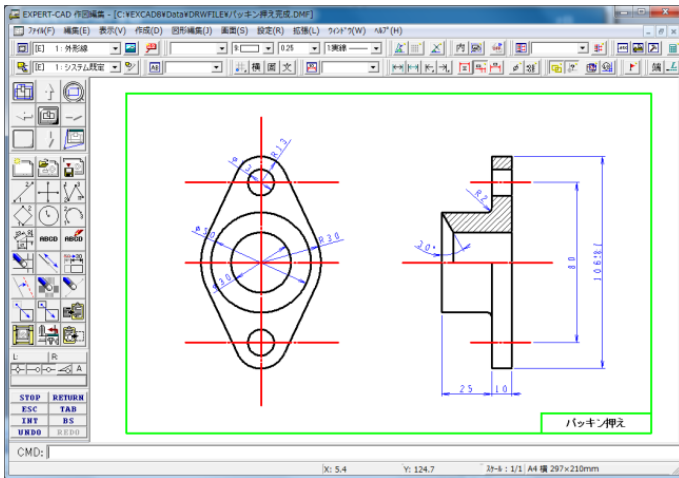 EXPERT-CAD 作図編集 - [C:¥EXCAD6¥Data¥DRWFILE¥パッキン押え完成.DMF]
ファイル(F) 編集(E) 表示(V) 作成(D) 図形編集(J) 画面(S) 設定(R) 拡張(L) ウィンドウ(W) ヘルプ(H)
[E] 1:外形線 9: 0.25 1:実線
[E] 1:システム既定 横 文
R13
φ50
R30
φ30
R2
30°
80
25 10
パッキン押え
ABCD ABCD
L: R:
A
STOP RETURN
ESC TAB
INT BS
UNDO REDO
CMD:
X: 5.4 Y: 124.7 スケール : 1/1 A4 横 297×210mm